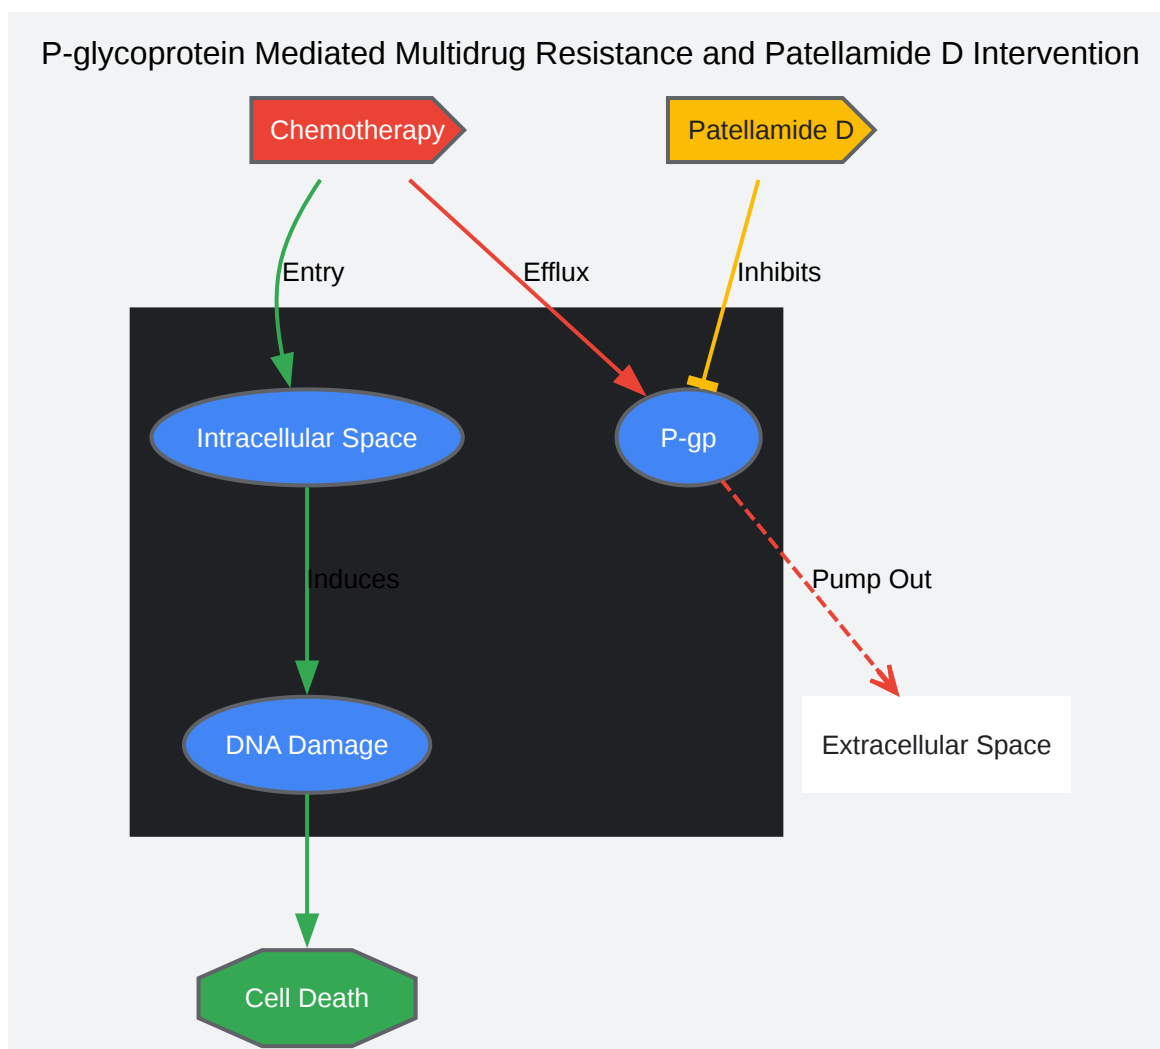 P-glycoprotein Mediated Multidrug Resistance and Patellamide D Intervention
Chemotherapy
Patellamide D
Entry
Efflux
Inhibits
Intracellular Space
P-gp
Induces
Pump Out
DNA Damage
Extracellular Space
Cell Death